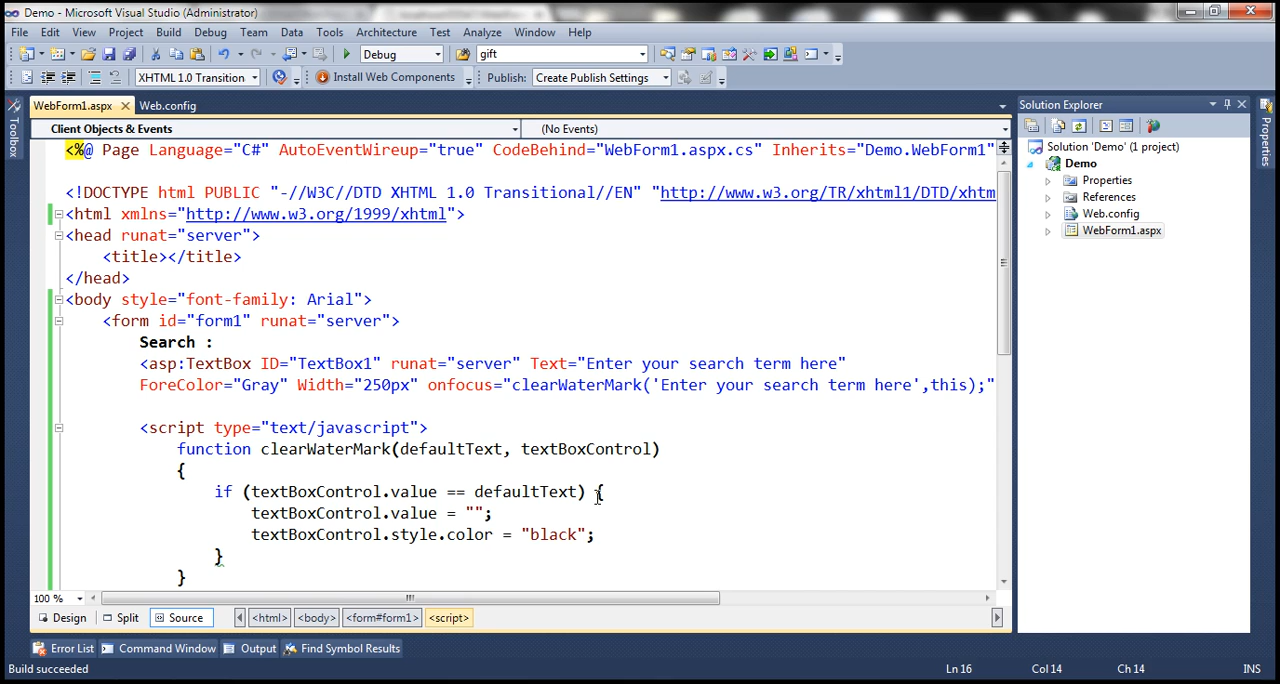 Demo - Microsoft Visual Studio (Administrator)
File Edit View Project Build Debug Team Data Tools Architecture Test Analyze Window Help
Debug gift
XHTML 1.0 Transition Install Web Components Publish: Create Publish Settings
WebForm1.aspx Web.config Solution Explorer
Client Objects & Events (No Events)
Toolbox
Properties
<%@ Page Language="C#" AutoEventWireup="true" CodeBehind="WebForm1.aspx.cs" Inherits="Demo.WebForm1"
<!DOCTYPE html PUBLIC "-//W3C//DTD XHTML 1.0 Transitional//EN" "http://www.w3.org/TR/xhtml1/DTD/xhtm
<html xmlns="http://www.w3.org/1999/xhtml">
<head runat="server">
<title></title>
</head>
<body style="font-family: Arial">
<form id="form1" runat="server">
Search :
<asp:TextBox ID="TextBox1" runat="server" Text="Enter your search term here"
ForeColor="Gray" Width="250px" onfocus="clearWaterMark('Enter your search term here',this);"
<script type="text/javascript">
function clearWaterMark(defaultText, textBoxControl)
{
if (textBoxControl.value == defaultText) {
textBoxControl.value = "";
textBoxControl.style.color = "black";
}
}
Solution 'Demo' (1 project)
Demo
Properties
References
Web.config
WebForm1.aspx
100 %
Design Split Source <html> <body> <form#form1> <script>
Error List Command Window Output Find Symbol Results
Build succeeded Ln 16 Col 14 Ch 14 INS